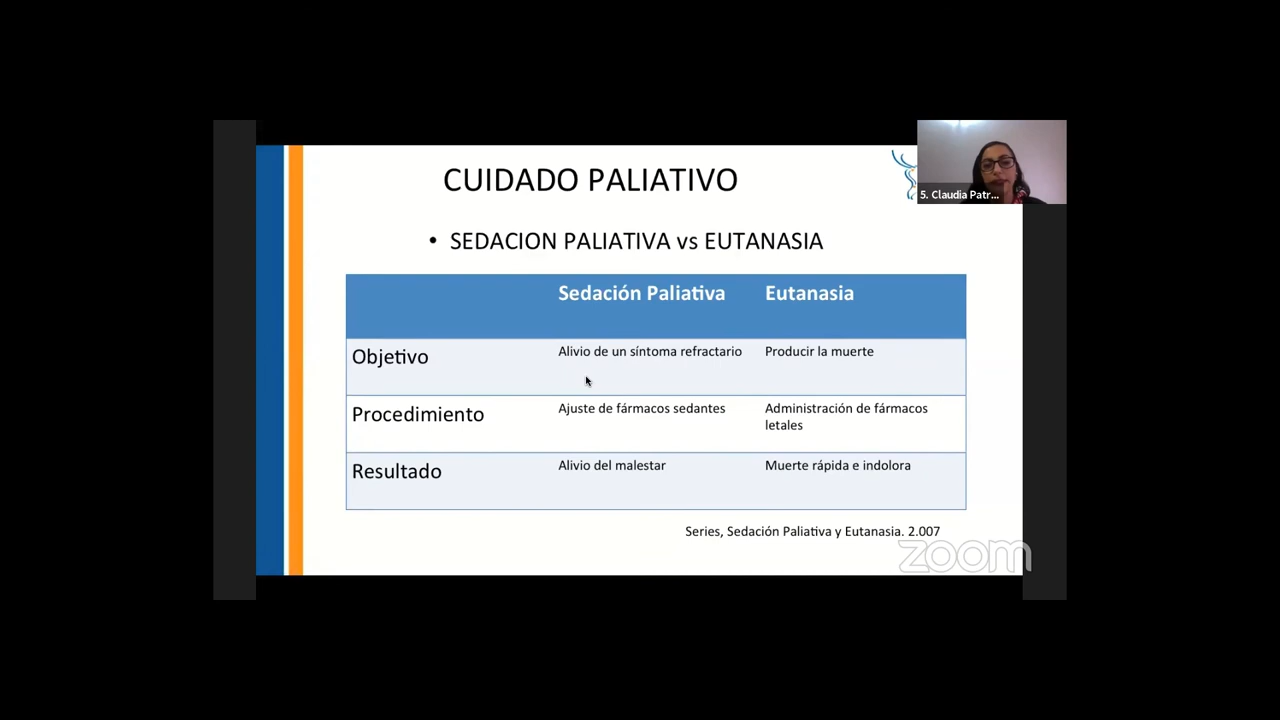 CUIDADO PALIATIVO
5. Claudia Patr...
• SEDACION PALIATIVA vs EUTANASIA
Sedación Paliativa Eutanasia
Objetivo Alivio de un síntoma refractario Producir la muerte
Procedimiento Ajuste de fármacos sedantes Administración de fármacos
letales
Resultado Alivio del malestar Muerte rápida e indolora
Series, Sedación Paliativa y Eutanasia. 2.007
zoom